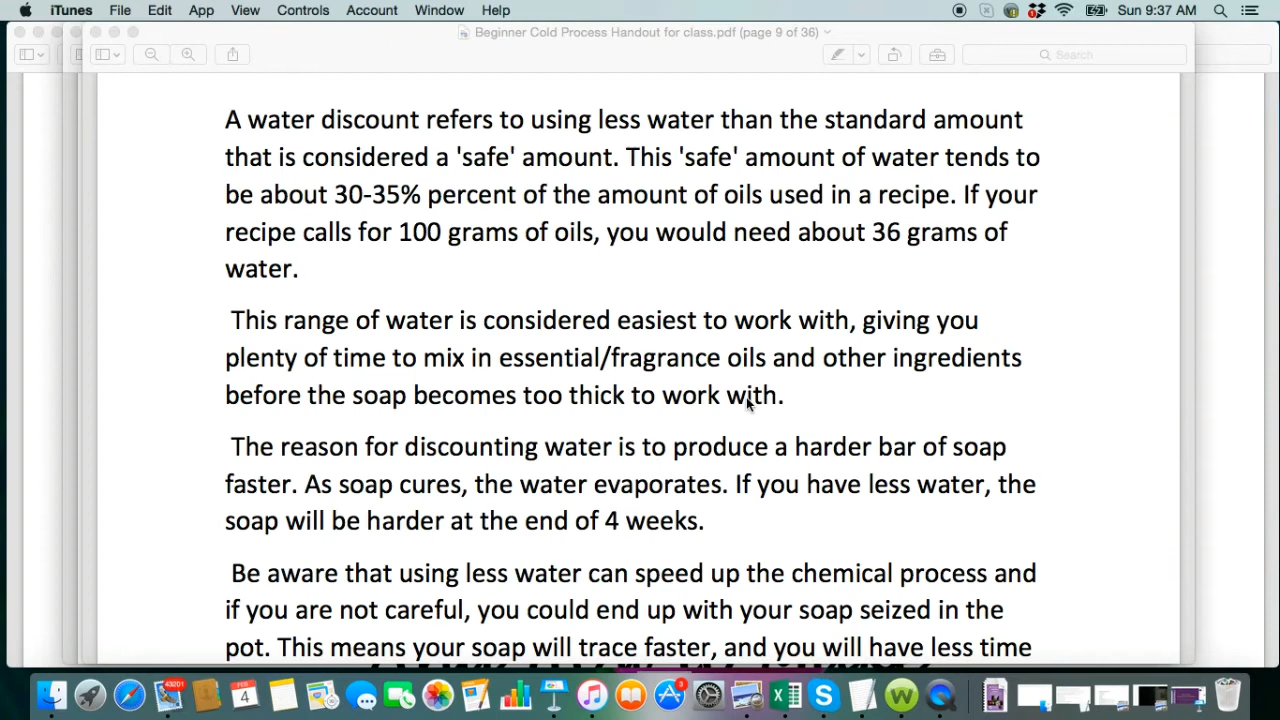 iTunes File Edit App View Controls Account Window Help Sun 9:37 AM
Beginner Cold Process Handout for class.pdf (page 9 of 36)
Search
A water discount refers to using less water than the standard amount
that is considered a 'safe' amount. This 'safe' amount of water tends to
be about 30-35% percent of the amount of oils used in a recipe. If your
recipe calls for 100 grams of oils, you would need about 36 grams of
water.
This range of water is considered easiest to work with, giving you
plenty of time to mix in essential/fragrance oils and other ingredients
before the soap becomes too thick to work with.
The reason for discounting water is to produce a harder bar of soap
faster. As soap cures, the water evaporates. If you have less water, the
soap will be harder at the end of 4 weeks.
Be aware that using less water can speed up the chemical process and
if you are not careful, you could end up with your soap seized in the
pot. This means your soap will trace faster, and you will have less time
43201
FEB
4
3